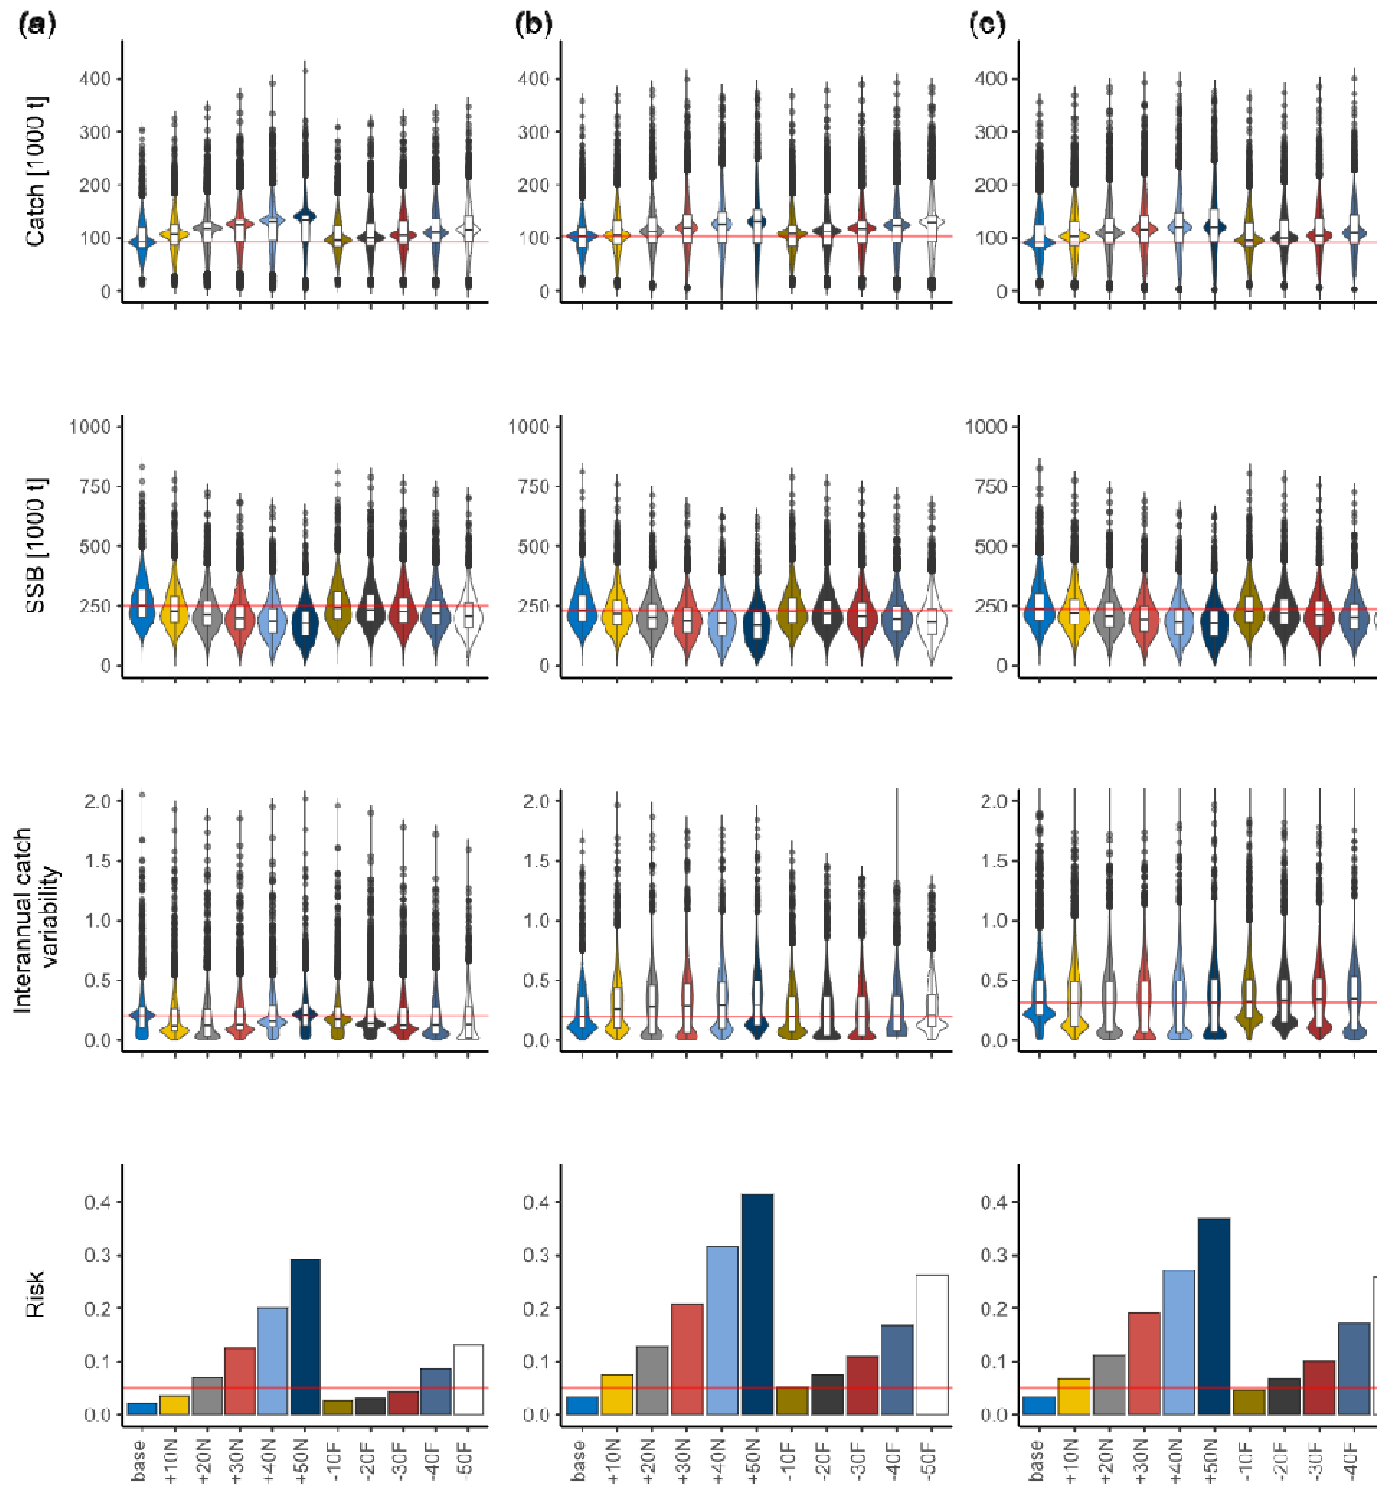 (a) (b) (c)
Catch [1000 t]
400 400 400
300 300 300
200 200 200
100 100 100
0 0 0
SSB [1000 t]
1000 1000 1000
750 750 750
500 500 500
250 250 250
0 0 0
Interannual catch
variability
2.0 2.0 2.0
1.5 1.5 1.5
1.0 1.0 1.0
0.5 0.5 0.5
0.0 0.0 0.0
Risk
0.4 0.4 0.4
0.3 0.3 0.3
0.2 0.2 0.2
0.1 0.1 0.1
0.0 0.0 0.0
base +10N +20N +30N +40N +50N -10F -20F -30F -40F -50F
base +10N +20N +30N +40N +50N -10F -20F -30F -40F -50F
base +10N +20N +30N +40N +50N -10F -20F -30F -40F